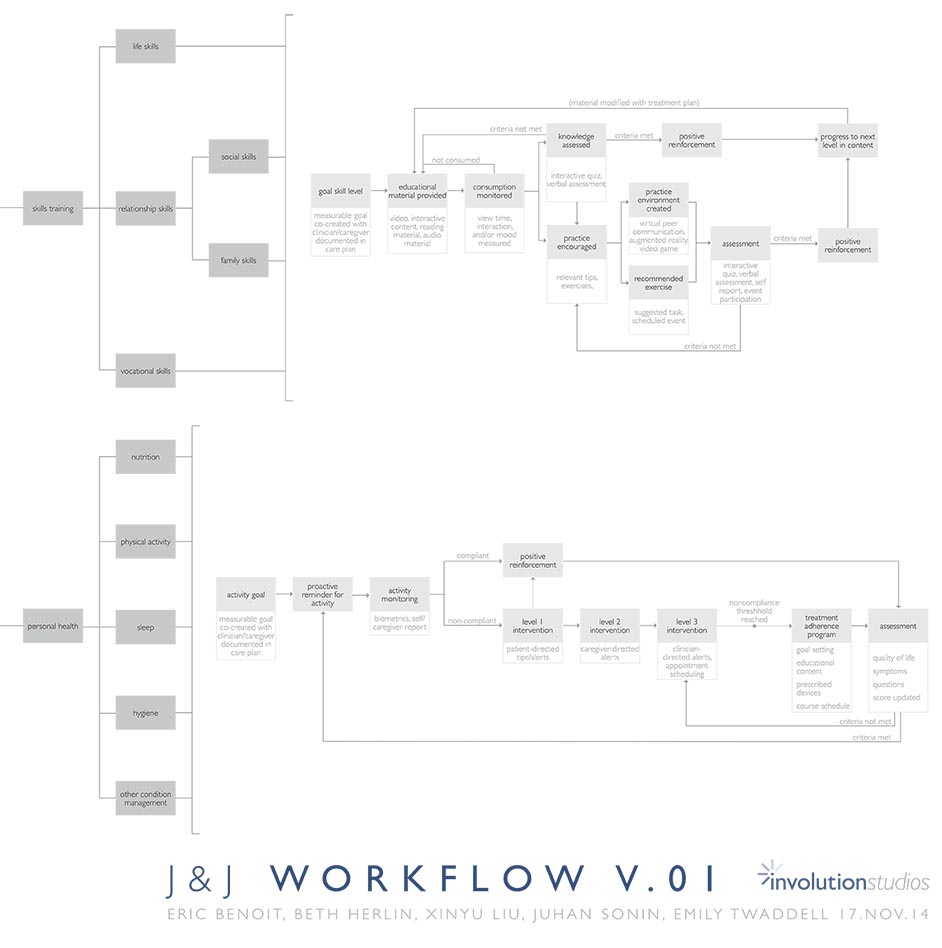 life skills
social skills
skills training
relationship skills
family skills
vocational skills
(material modified with treatment plan)
criteria not met
not consumed
goal skill level
measurable goal
co-created with
clinician/caregiver
documented in
care plan
educational
material provided
video, interactive
content, reading
material, audio
material
consumption
monitored
view time,
interaction,
and/or mood
measured
knowledge
assessed
interactive quiz,
verbal assessment
criteria met
positive
reinforcement
progress to next
level in content
practice
encouraged
relevant tips,
exercises,
practice
environment
created
virtual peer
communication,
augmented reality,
video game
recommended
exercise
suggested task,
scheduled event
assessment
interactive
quiz, verbal
assessment, self
report, event
participation
criteria met
positive
reinforcement
criteria not met
nutrition
physical activity
personal health
sleep
hygiene
other condition
management
activity goal
measurable goal
co-created with
clinician/caregiver
documented in
care plan
proactive
reminder for
activity
activity
monitoring
biometrics, self/
caregiver report
compliant
positive
reinforcement
non-compliant
level 1
intervention
patient-directed
tips/alerts
level 2
intervention
caregiver-directed
alerts
level 3
intervention
clinician-
directed alerts,
appointment
scheduling
noncompliance
threshhold
reached
treatment
adherence
program
goal setting
educational
content
prescribed
devices
course schedule
assessment
quality of life
symptoms
questions
score updated
criteria not met
criteria met
J & J WORKFLOW V.01
involutionstudios
ERIC BENOIT, BETH HERLIN, XINYU LIU, JUHAN SONIN, EMILY TWADDELL 17.NOV.14